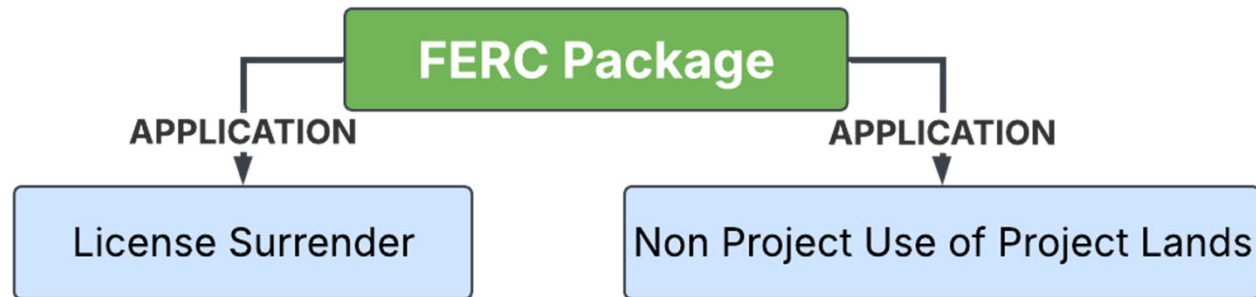 FERC Package
APPLICATION
APPLICATION
License Surrender
Non Project Use of Project Lands